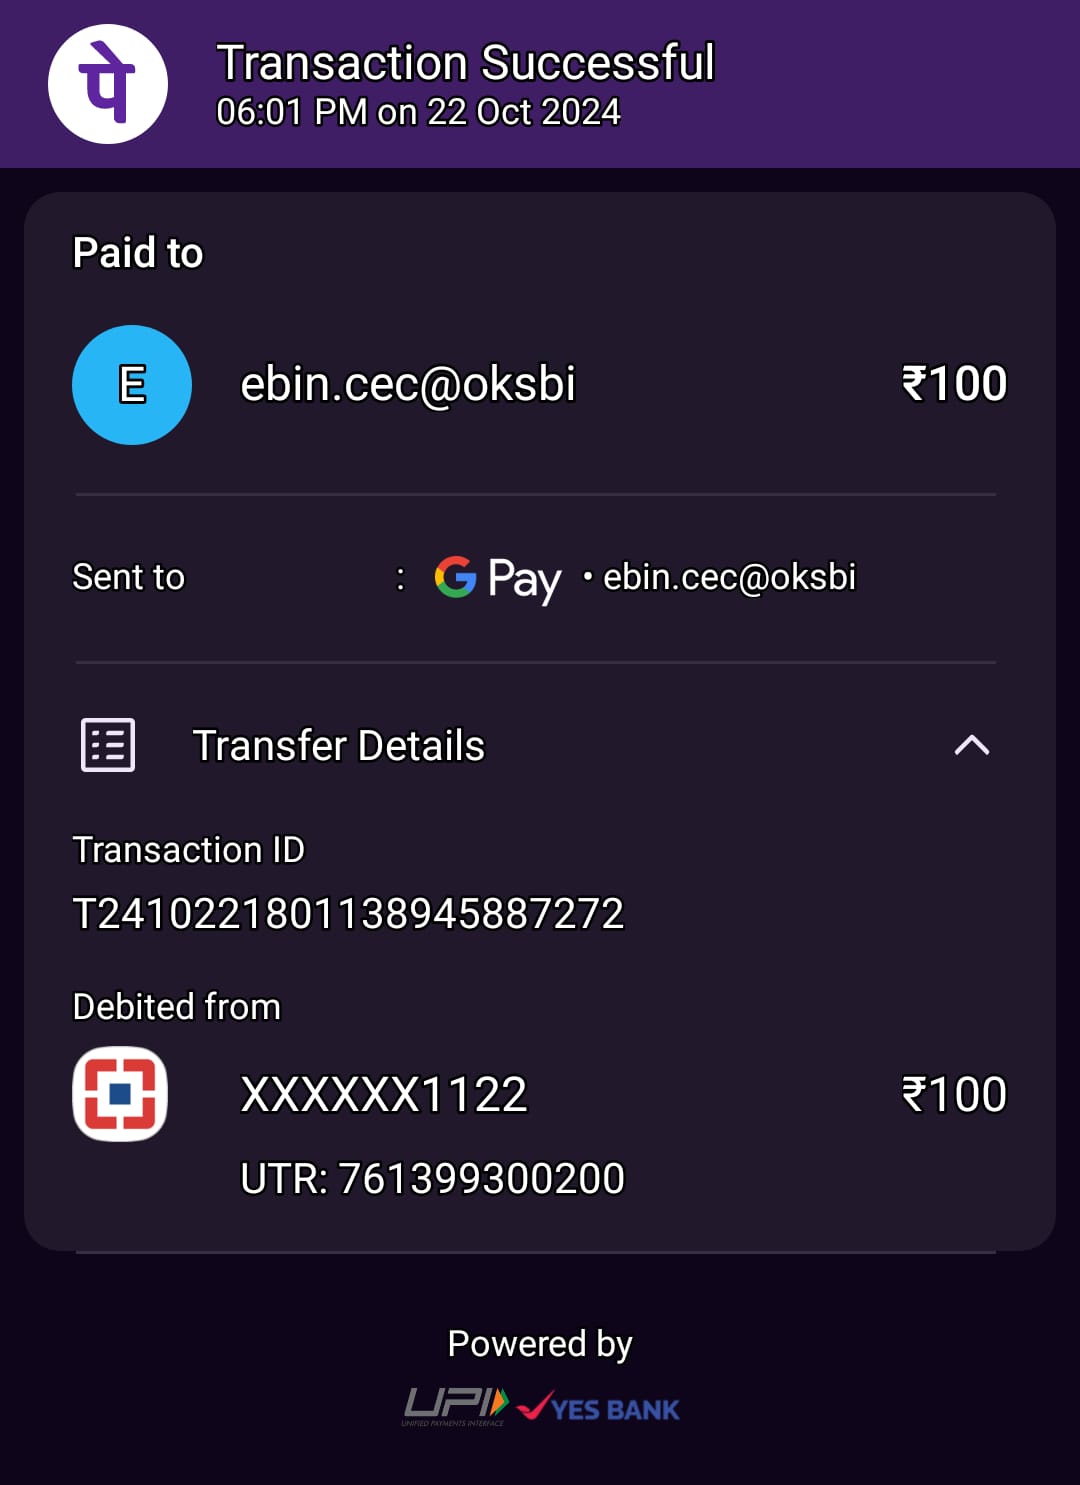 पे
Transaction Successful
06:01 PM on 22 Oct 2024
Paid to
E
ebin.cec@oksbi
₹100
Sent to : G Pay • ebin.cec@oksbi
Transfer Details
Transaction ID
T2410221801138945887272
Debited from
XXXXXX1122
₹100
UTR: 761399300200
Powered by
UPI YES BANK
UNIFIED PAYMENTS INTERFACE